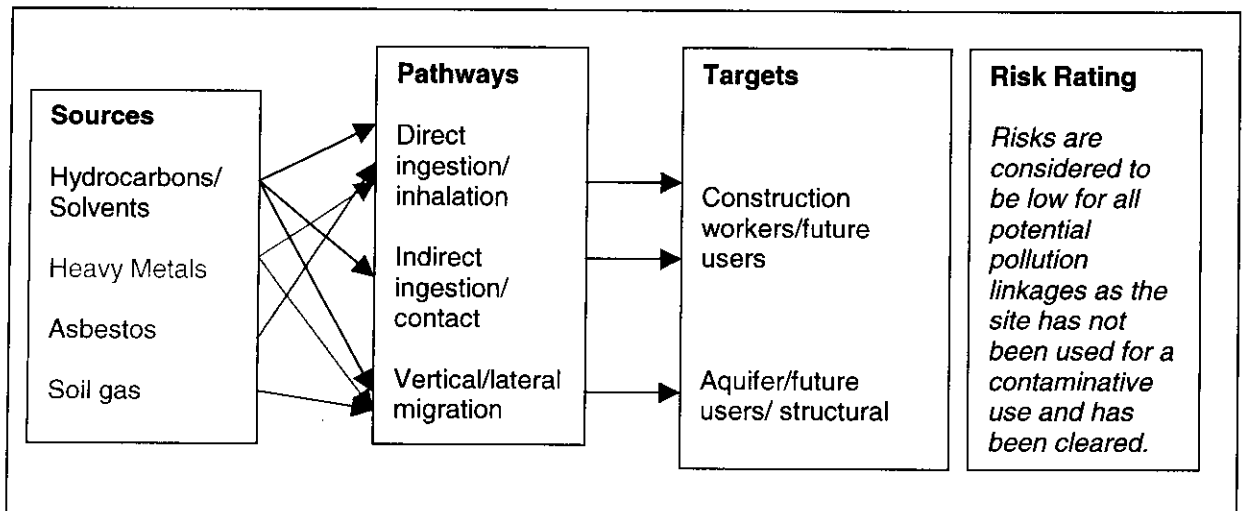 Sources
Hydrocarbons/
Solvents
Heavy Metals
Asbestos
Soil gas
Pathways
Direct
ingestion/
inhalation
Indirect
ingestion/
contact
Vertical/lateral
migration
Targets
Construction
workers/future
users
Aquifer/future
users/ structural
Risk Rating
Risks are
considered to
be low for all
potential
pollution
linkages as the
site has not
been used for a
contaminative
use and has
been cleared.